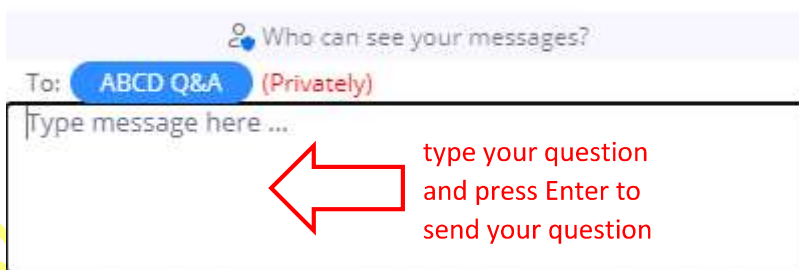 Who can see your messages?
To: ABCD Q&A (Privately)
Type message here ...
type your question
and press Enter to
send your question